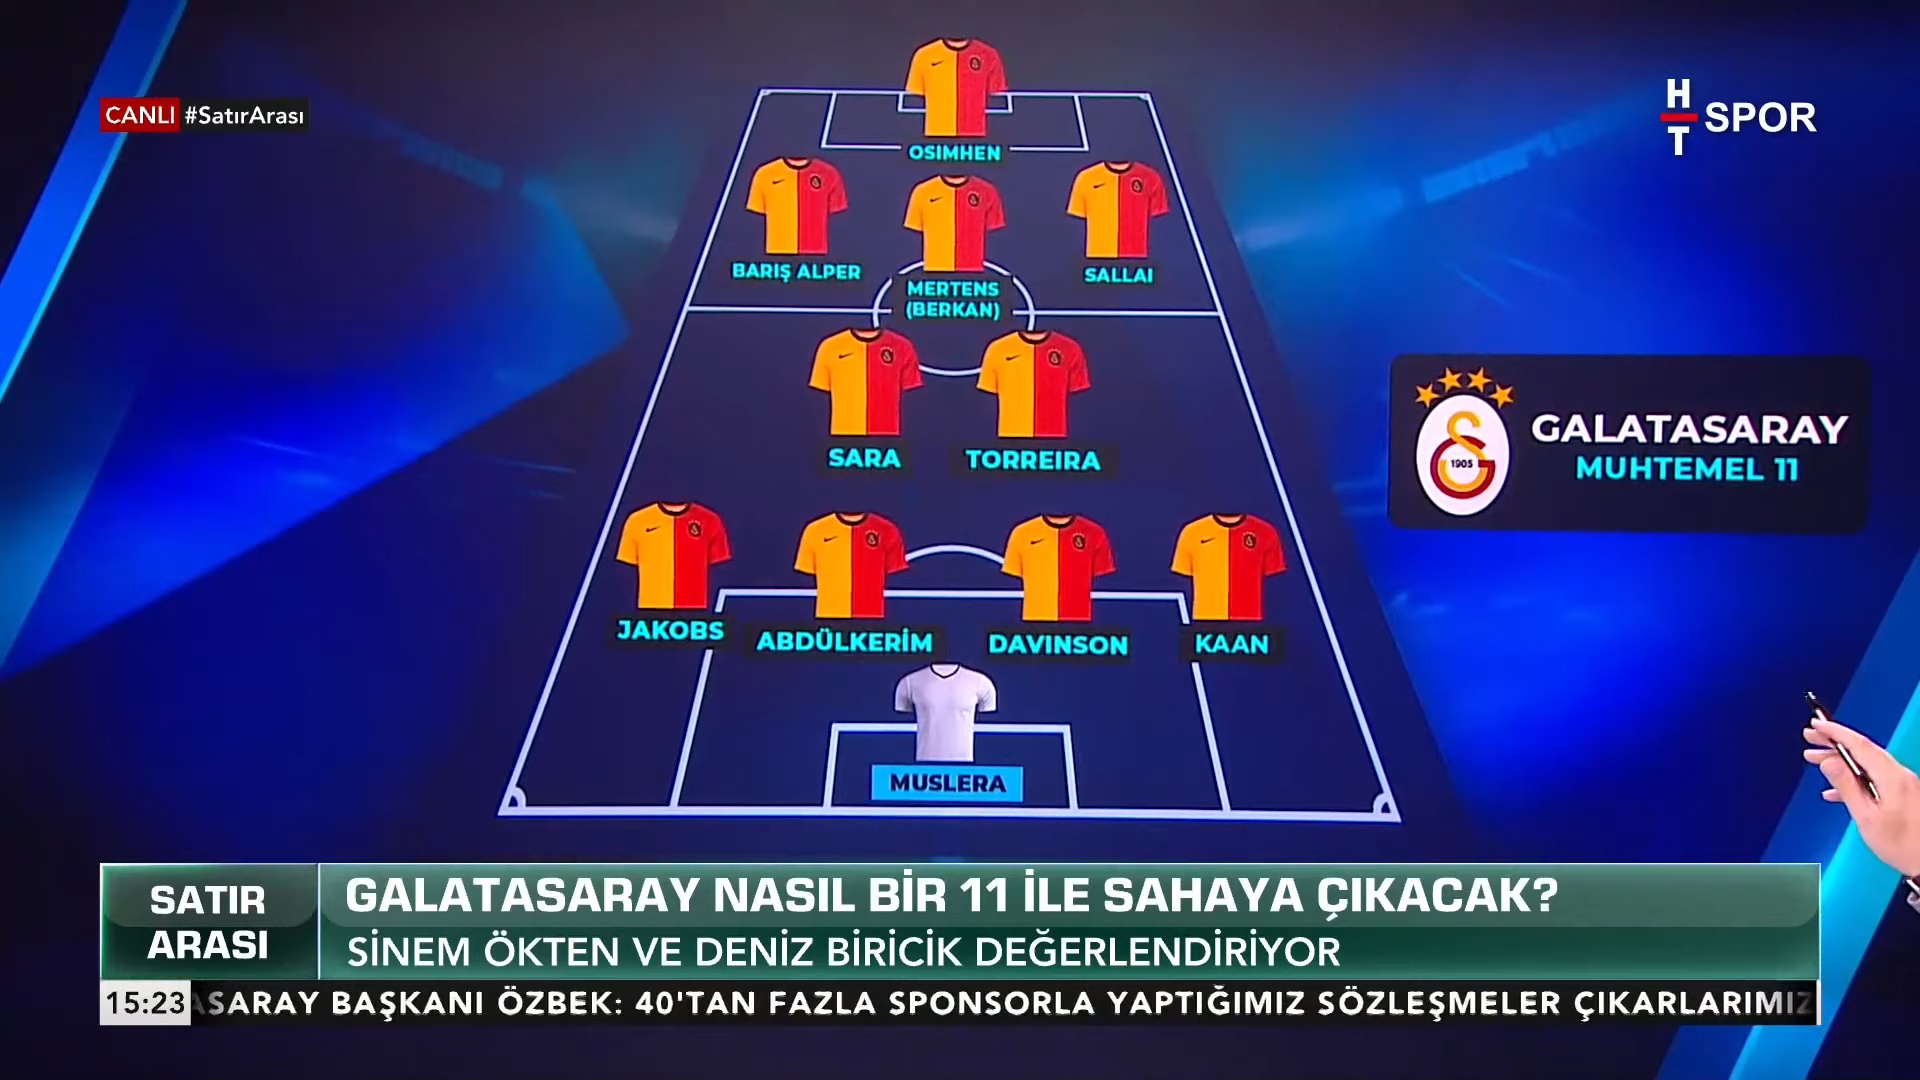 CANLI #SatırArası
HT SPOR
OSIMHEN
BARIŞ ALPER
MERTENS
(BERKAN)
SALLAI
SARA
TORREIRA
GALATASARAY
MUHTEMEL 11
1905
JAKOBS
ABDÜLKERİM
DAVINSON
KAAN
MUSLERA
SATIR
ARASI
GALATASARAY NASIL BİR 11 İLE SAHAYA ÇIKACAK?
SİNEM ÖKTEN VE DENİZ BİRİCİK DEĞERLENDİRİYOR
15:23 ASARAY BAŞKANI ÖZBEK: 40'TAN FAZLA SPONSORLA YAPTIĞIMIZ SÖZLEŞMELER ÇIKARLARIMIZ